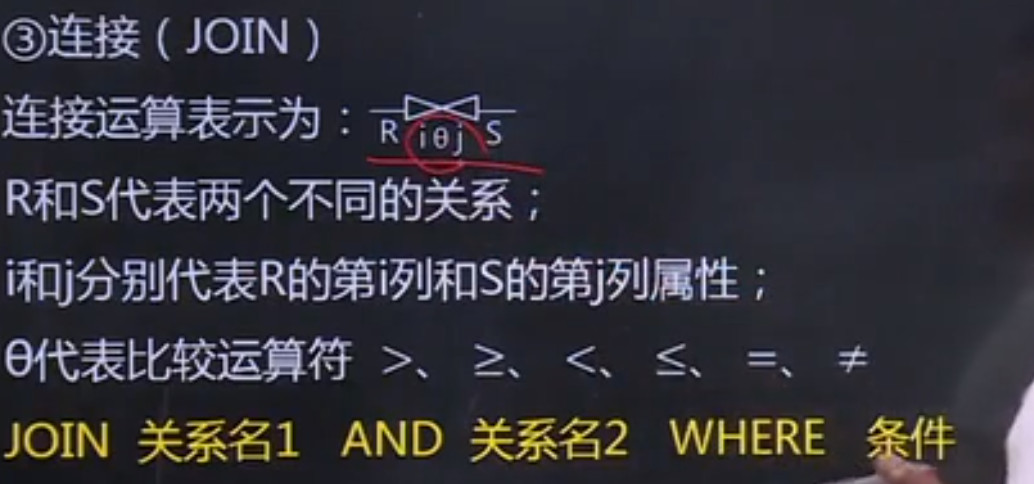 ③连接（JOIN）
连接运算表示为：R ⋈ S
iθj
R和S代表两个不同的关系；
i和j分别代表R的第i列和S的第j列属性；
θ代表比较运算符 >、 ≥、 <、 ≤、 =、 ≠
JOIN 关系名1 AND 关系名2 WHERE 条件